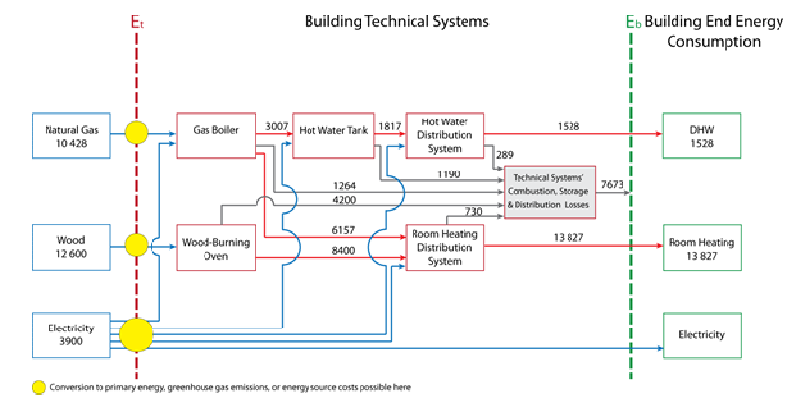 Et
Building Technical Systems
Eb
Building End Energy
Consumption
Natural Gas
10 428
Gas Boiler
3007
Hot Water Tank
1817
Hot Water
Distribution
System
1528
DHW
1528
289
1190
Technical Systems'
Combustion, Storage
& Distribution Losses
7673
1264
4200
730
Wood
12 600
Wood-Burning
Oven
6157
8400
Room Heating
Distribution
System
13 827
Room Heating
13 827
Electricity
3900
Electricity
Conversion to primary energy, greenhouse gas emissions, or energy source costs possible here